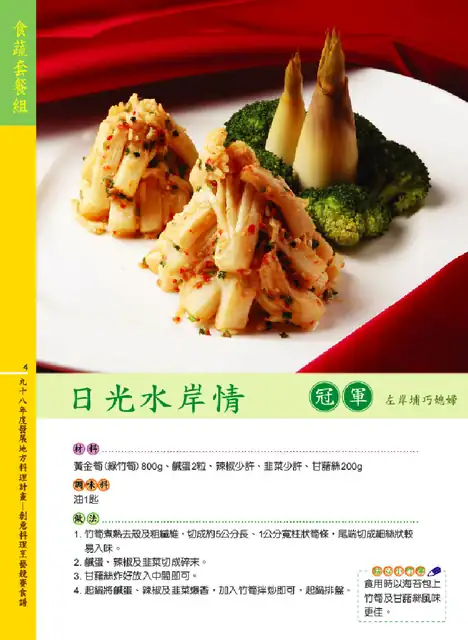 食蔬套餐組
4
九十八年度發展地方料理計畫—創意料理王藝競賽食譜
日光水岸情
冠軍
左岸埔巧媳婦
材料
黃金筍(綠竹筍)800g、鹹蛋2粒、辣椒少許、韭菜少許、甘藷絲200g
調味料
油1匙
做法
1. 竹筍煮熟去殼及粗纖維，切成約5公分長、1公分寬柱狀筍條，尾端切成細絲狀較
易入味。
2. 鹹蛋、辣椒及韭菜切成碎末。
3. 甘藷絲炸好放入中間即可。
4. 起鍋將鹹蛋、辣椒及韭菜爆香，加入竹筍拌炒即可，起鍋排盤。
食用時以海苔包上
竹筍及甘藷絲風味
更佳。